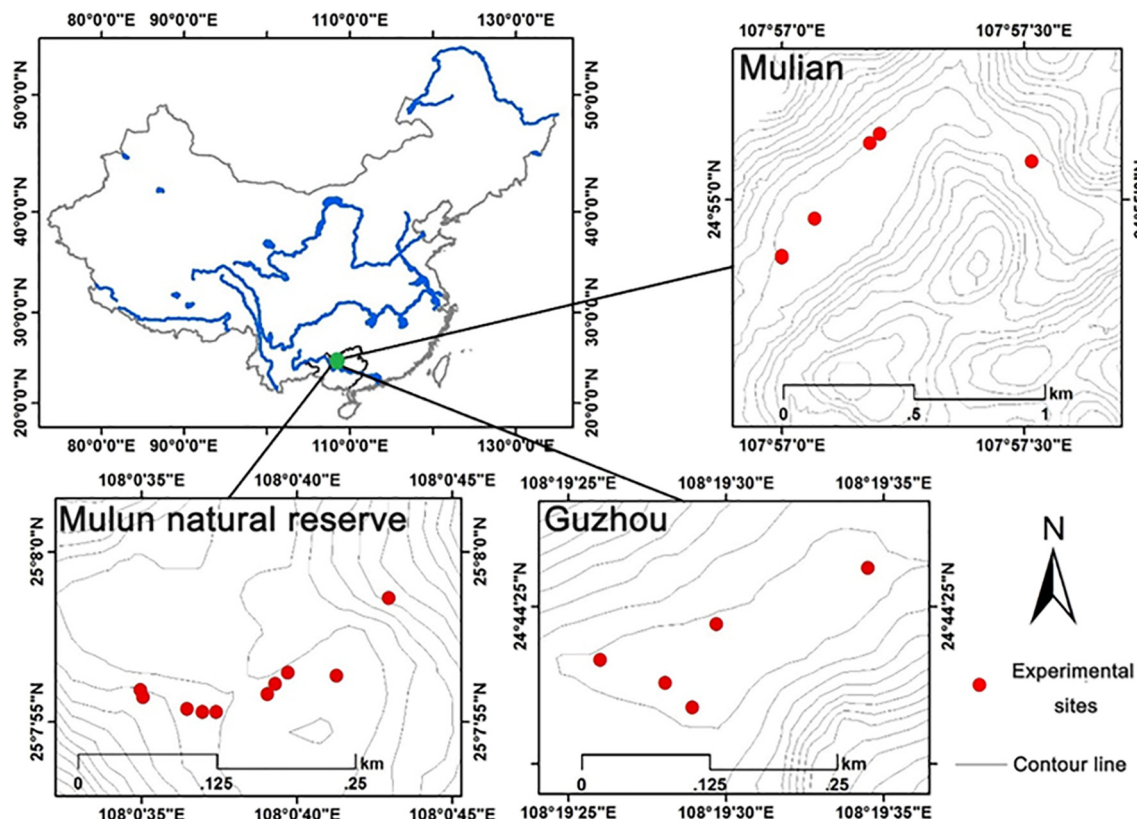 80°0'0"E 90°0'0"E 110°0'0"E 130°0'0"E
50°0'0"N
40°0'0"N
30°0'0"N
20°0'0"N
50°0'0"N
40°0'0"N
30°0'0"N
20°0'0"N
80°0'0"E 90°0'0"E 110°0'0"E 130°0'0"E
107°57'0"E 107°57'30"E
Mulian
24°55'0"N
km
0 .5 1
107°57'0"E 107°57'30"E
108°0'35"E 108°0'40"E 108°0'45"E
Mulun natural reserve
25°8'0"N
25°7'55"N
25°8'0"N
25°7'55"N
km
0 .125 .25
108°0'35"E 108°0'40"E 108°0'45"E
108°19'25"E 108°19'30"E 108°19'35"E
Guzhou
24°44'25"N
24°44'25"N
km
0 .125 .25
108°19'25"E 108°19'30"E 108°19'35"E
N
Experimental
sites
Contour line